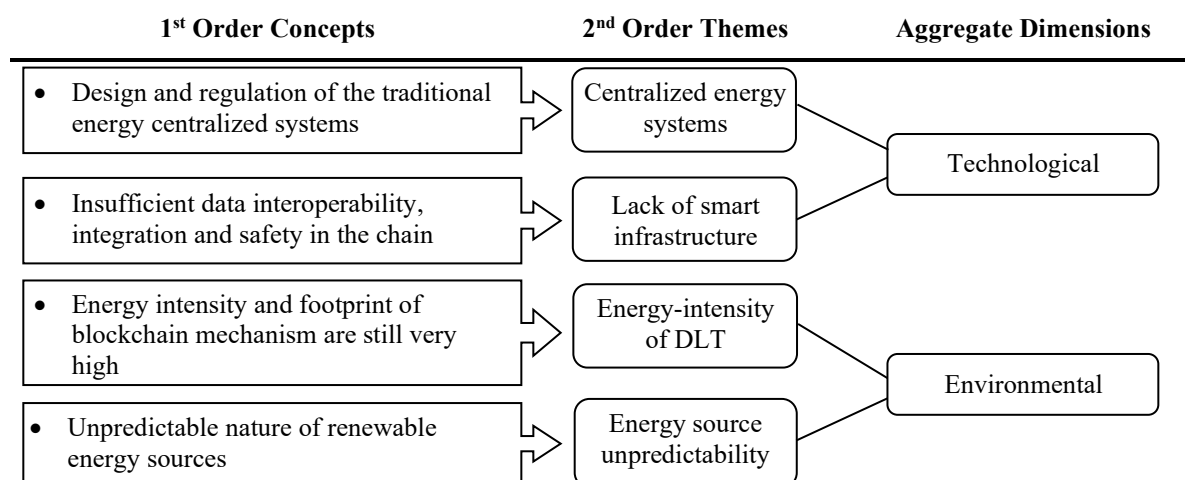 1st Order Concepts
2nd Order Themes
Aggregate Dimensions
• Design and regulation of the traditional
energy centralized systems
Centralized energy
systems
Technological
• Insufficient data interoperability,
integration and safety in the chain
Lack of smart
infrastructure
• Energy intensity and footprint of
blockchain mechanism are still very
high
Energy-intensity
of DLT
Environmental
• Unpredictable nature of renewable
energy sources
Energy source
unpredictability